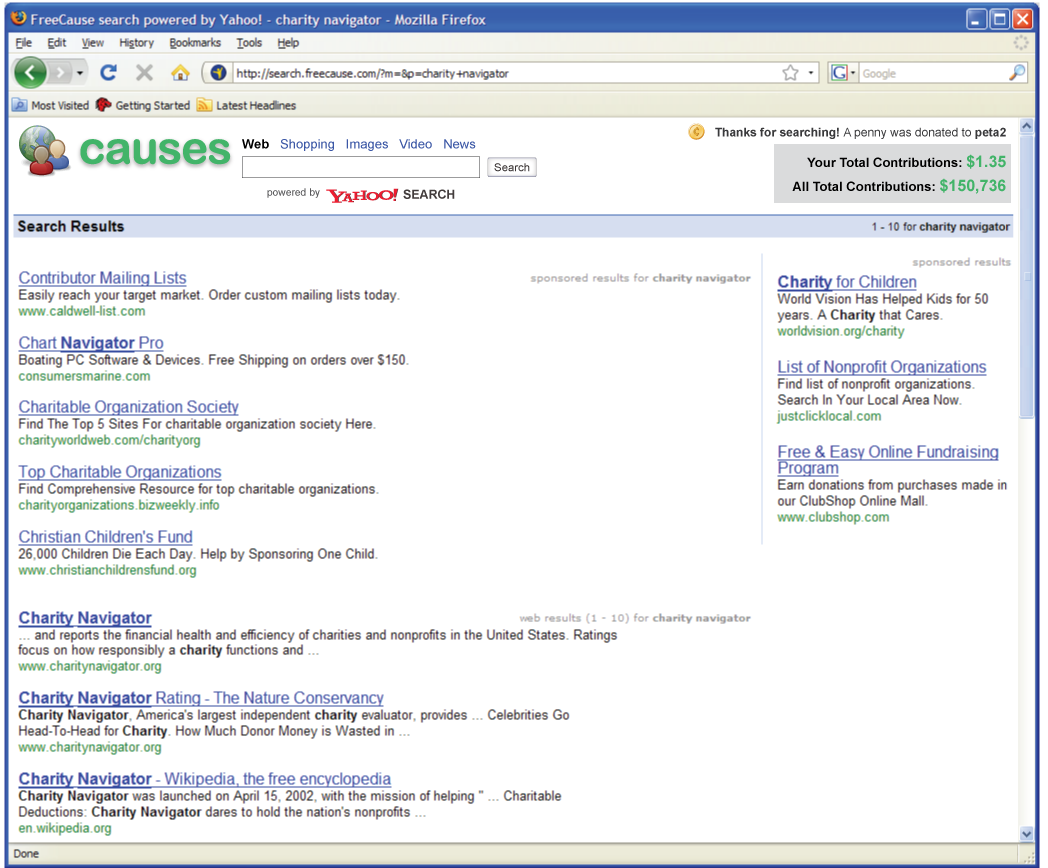 FreeCause search powered by Yahoo! - charity navigator - Mozilla Firefox
File Edit View History Bookmarks Tools Help
http://search.freecause.com/?m=&p=charity+navigator
G Google
Most Visited Getting Started Latest Headlines
causes
Web Shopping Images Video News
Search
powered by YAHOO! SEARCH
¢ Thanks for searching! A penny was donated to peta2
Your Total Contributions: $1.35
All Total Contributions: $150,736
Search Results
1 - 10 for charity navigator
sponsored results for charity navigator
Contributor Mailing Lists
Easily reach your target market. Order custom mailing lists today.
www.caldwell-list.com
Chart Navigator Pro
Boating PC Software & Devices. Free Shipping on orders over $150.
consumersmarine.com
Charitable Organization Society
Find The Top 5 Sites For charitable organization society Here.
charityworldweb.com/charityorg
Top Charitable Organizations
Find Comprehensive Resource for top charitable organizations.
charityorganizations.bizweekly.info
Christian Children's Fund
26,000 Children Die Each Day. Help by Sponsoring One Child.
www.christianchildrensfund.org
web results (1 - 10) for charity navigator
Charity Navigator
... and reports the financial health and efficiency of charities and nonprofits in the United States. Ratings
focus on how responsibly a charity functions and ...
www.charitynavigator.org
Charity Navigator Rating - The Nature Conservancy
Charity Navigator, America's largest independent charity evaluator, provides ... Celebrities Go
Head-To-Head for Charity. How Much Donor Money is Wasted in ...
www.charitynavigator.org
Charity Navigator - Wikipedia, the free encyclopedia
Charity Navigator was launched on April 15, 2002, with the mission of helping " ... Charitable
Deductions: Charity Navigator dares to hold the nation's nonprofits ...
en.wikipedia.org
sponsored results
Charity for Children
World Vision Has Helped Kids for 50
years. A Charity that Cares.
worldvision.org/charity
List of Nonprofit Organizations
Find list of nonprofit organizations.
Search In Your Local Area Now.
justclicklocal.com
Free & Easy Online Fundraising
Program
Earn donations from purchases made in
our ClubShop Online Mall.
www.clubshop.com
Done